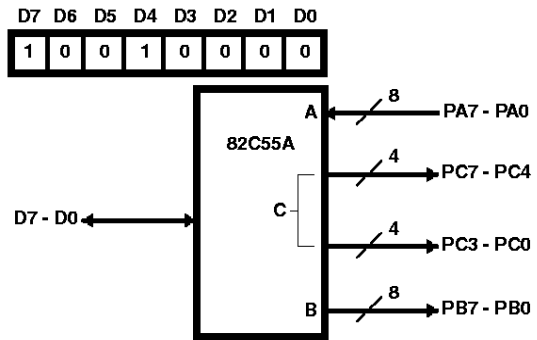 D7 D6 D5 D4 D3 D2 D1 D0
1 0 0 1 0 0 0 0
A 8 PA7 - PA0
82C55A
4 PC7 - PC4
C
D7 - D0
4 PC3 - PC0
B 8 PB7 - PB0